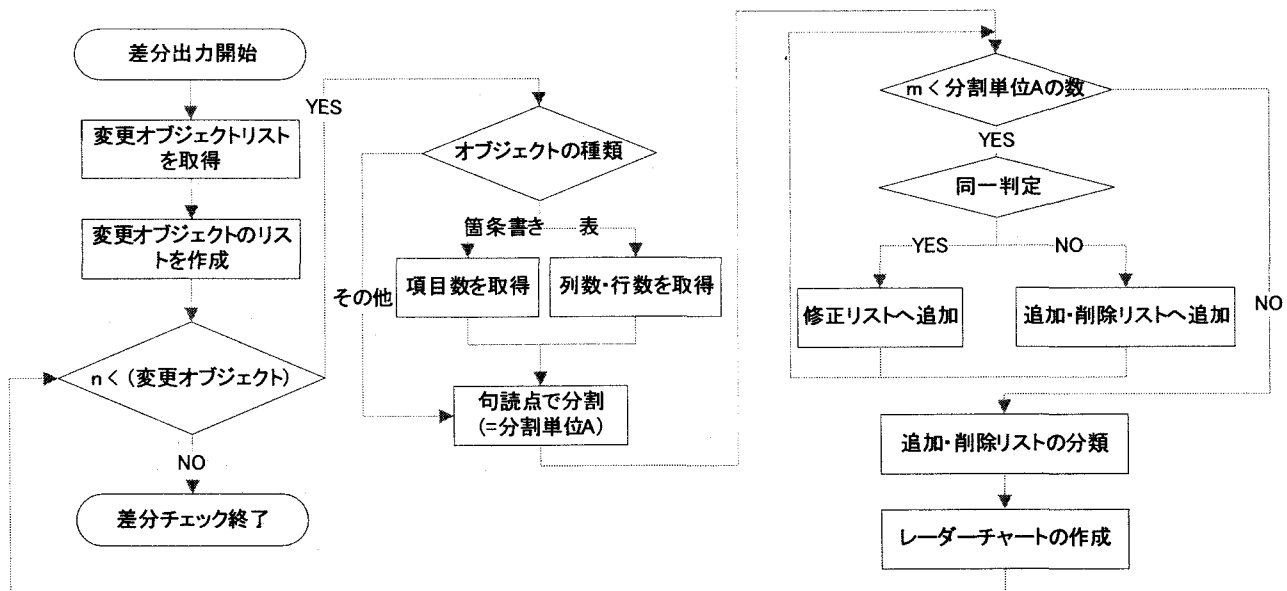 差分出力開始
変更オブジェクトリスト
を取得
変更オブジェクトのリス
トを作成
n < (変更オブジェクト)
YES
NO
差分チェック終了
オブジェクトの種類
箇条書き
表
その他
項目数を取得
列数・行数を取得
句読点で分割
(=分割単位A)
m < 分割単位Aの数
YES
NO
同一判定
YES
NO
修正リストへ追加
追加・削除リストへ追加
追加・削除リストの分類
レーダーチャートの作成